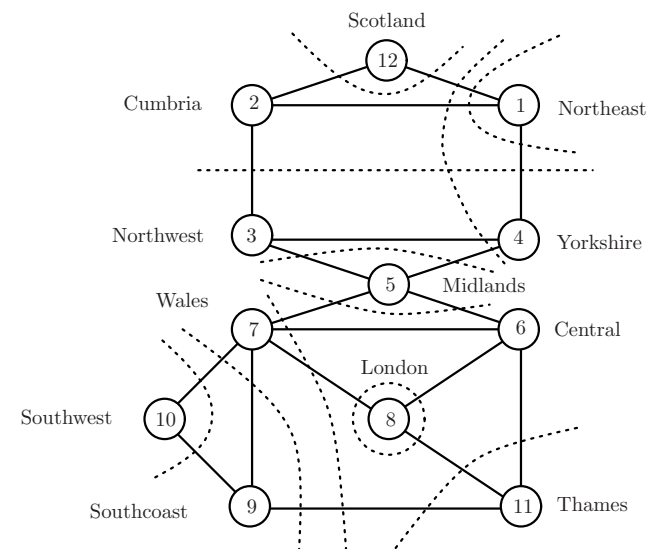 Scotland
12
Cumbria
2
1
Northeast
Northwest
3
4
Yorkshire
5
Midlands
Wales
7
6
Central
London
Southwest
10
8
Southcoast
9
11
Thames